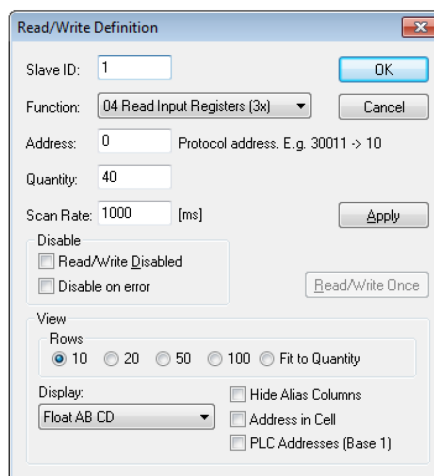 Read/Write Definition
Slave ID: 1
OK
Function: 04 Read Input Registers (3x)
Cancel
Address: 0 Protocol address. E.g. 30011 -> 10
Quantity: 40
Scan Rate: 1000 [ms]
Apply
Disable
Read/Write Disabled
Disable on error
Read/Write Once
View
Rows
10 20 50 100 Fit to Quantity
Display:
Hide Alias Columns
Float AB CD
Address in Cell
PLC Addresses (Base 1)